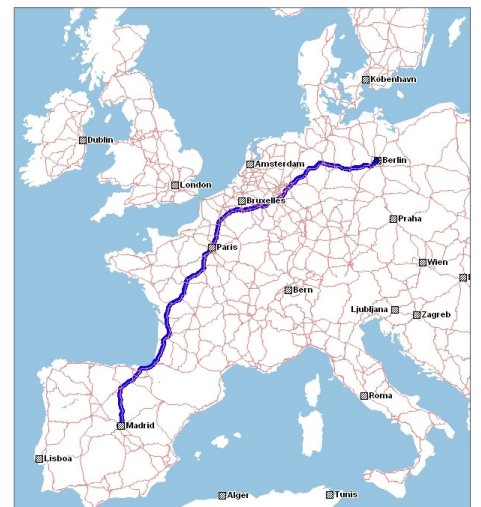 København
Dublin
Amsterdam
Berlin
London
Bruxelles
Praha
Paris
Wien
Bern
Ljubljana
Zagreb
Roma
Madrid
Lisboa
Alger
Tunis